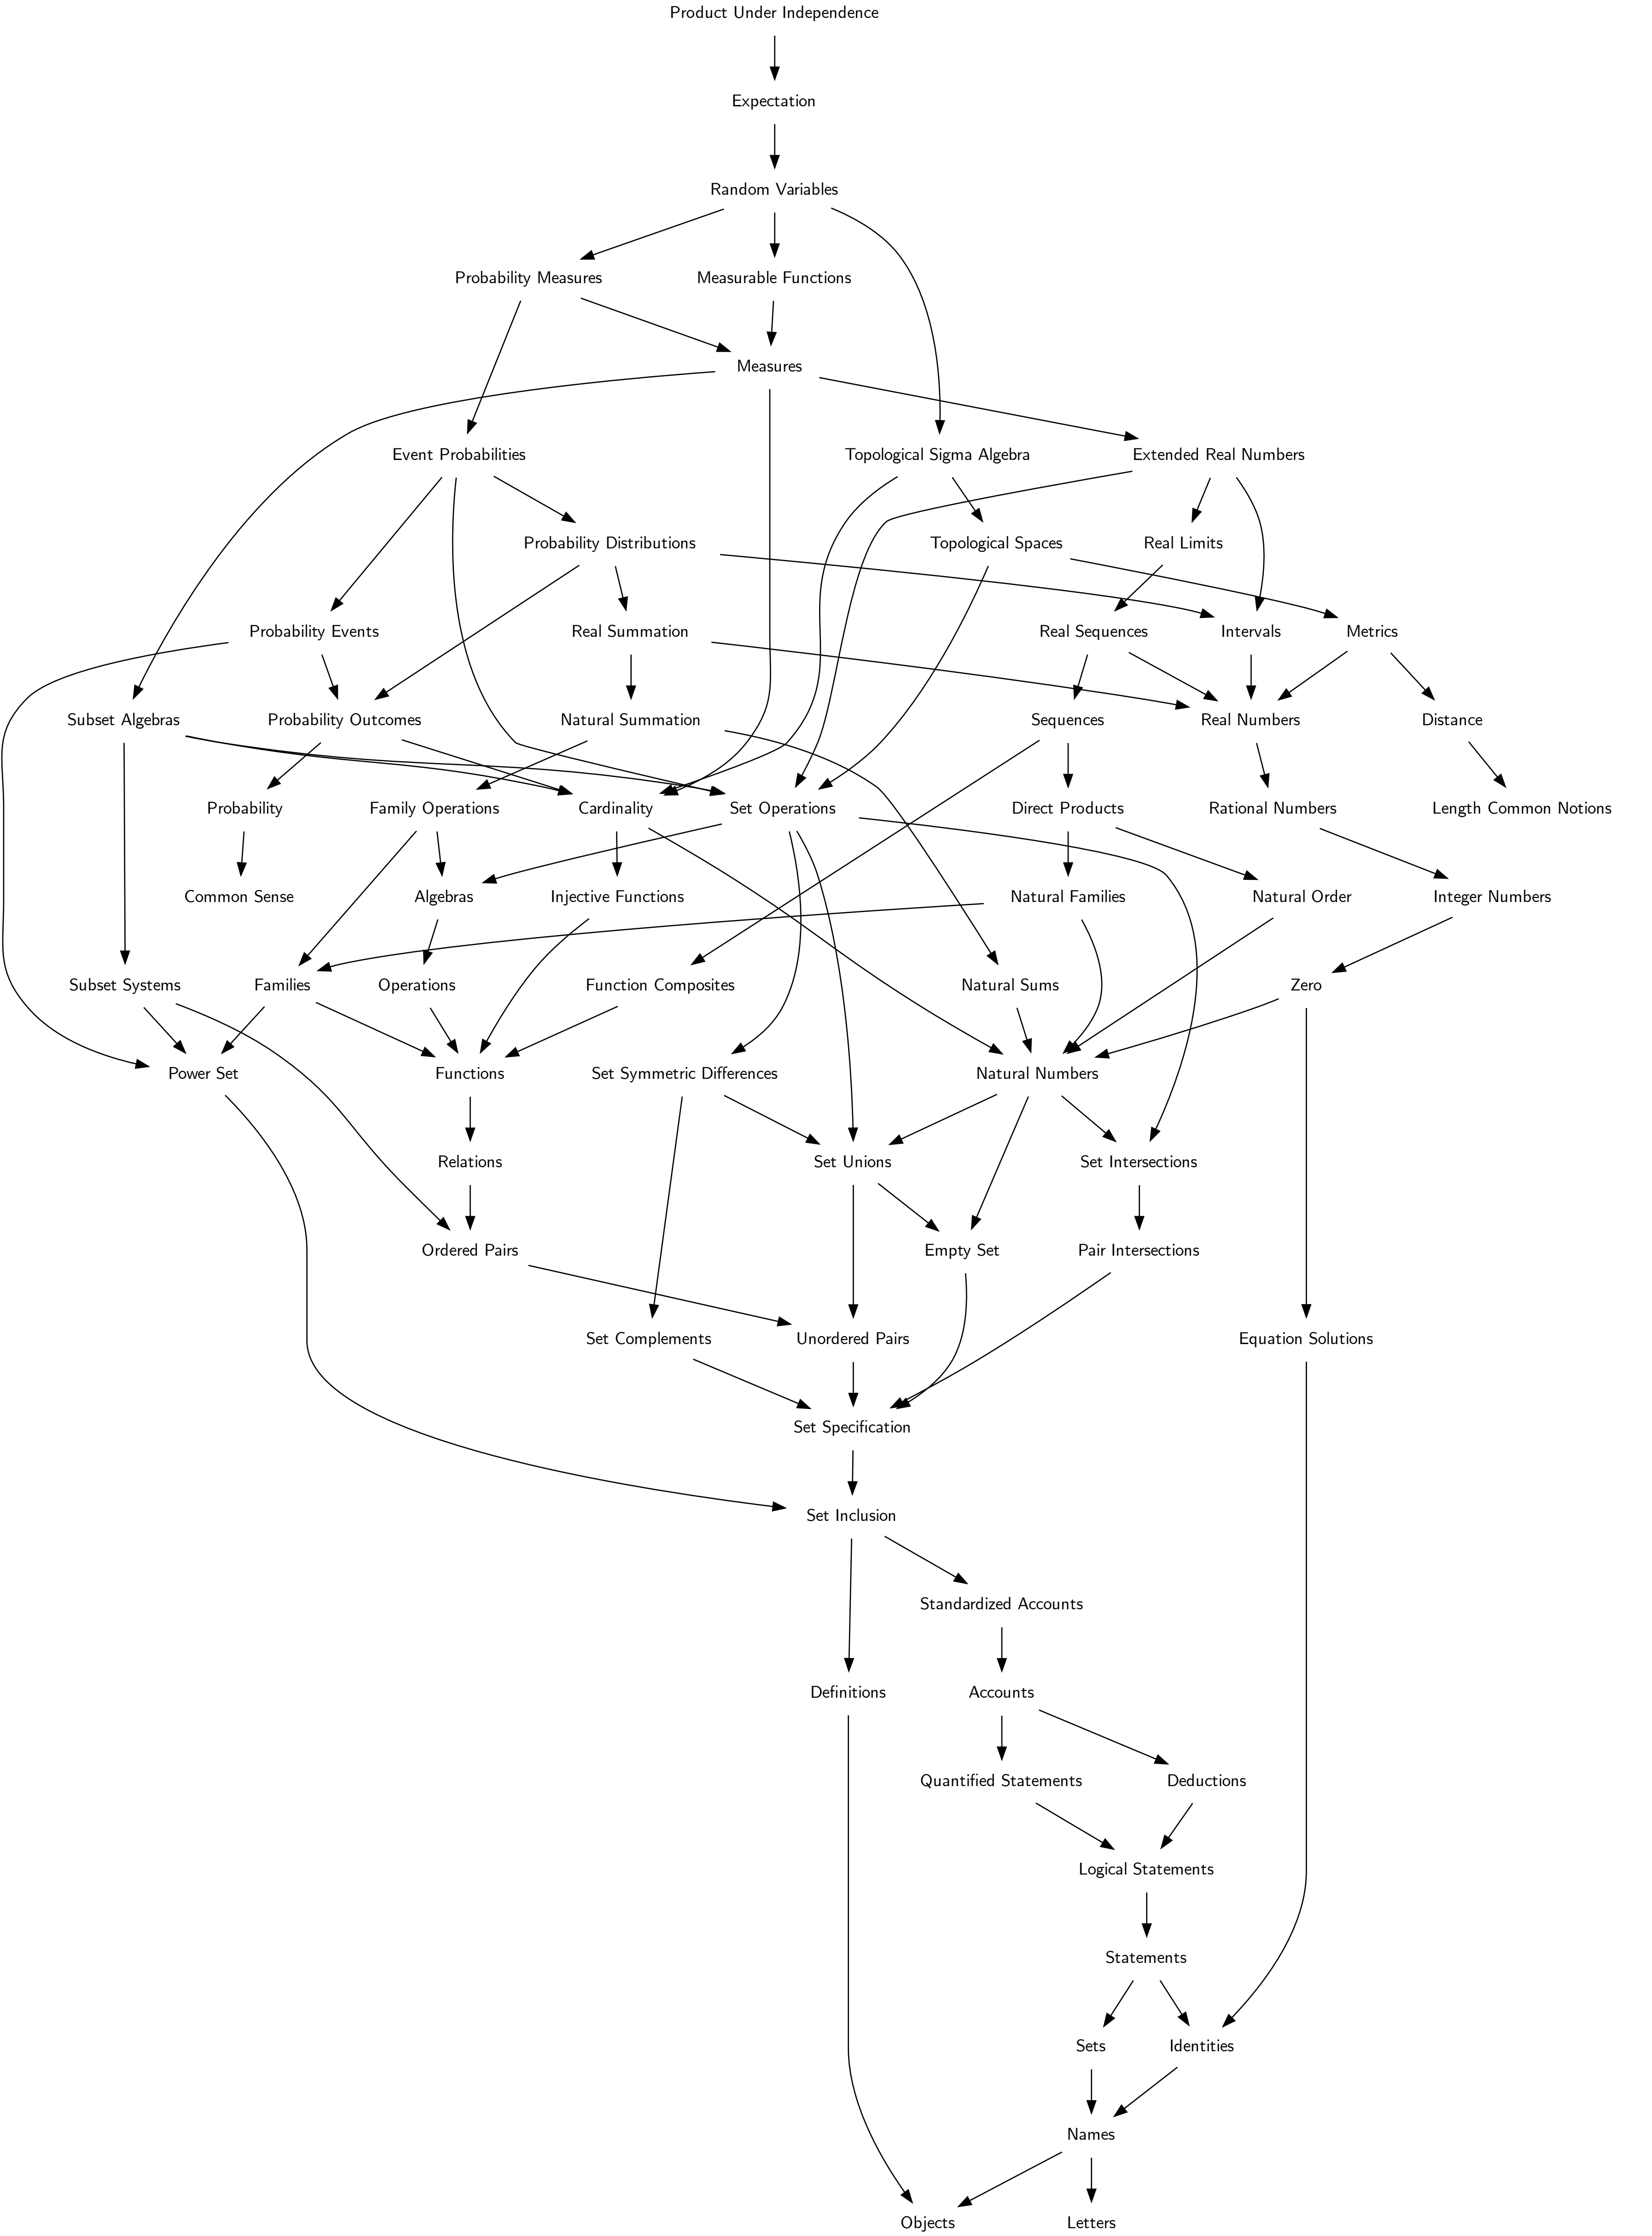 Product Under Independence
Expectation
Random Variables
Probability Measures
Measurable Functions
Measures
Event Probabilities
Topological Sigma Algebra
Extended Real Numbers
Probability Distributions
Topological Spaces
Real Limits
Probability Events
Real Summation
Real Sequences
Intervals
Metrics
Subset Algebras
Probability Outcomes
Natural Summation
Sequences
Real Numbers
Distance
Probability
Family Operations
Cardinality
Set Operations
Direct Products
Rational Numbers
Length Common Notions
Common Sense
Algebras
Injective Functions
Natural Families
Natural Order
Integer Numbers
Subset Systems
Families
Operations
Function Composites
Natural Sums
Zero
Power Set
Functions
Set Symmetric Differences
Natural Numbers
Relations
Set Unions
Set Intersections
Ordered Pairs
Empty Set
Pair Intersections
Set Complements
Unordered Pairs
Equation Solutions
Set Specification
Set Inclusion
Standardized Accounts
Definitions
Accounts
Quantified Statements
Deductions
Logical Statements
Statements
Sets
Identities
Names
Objects
Letters